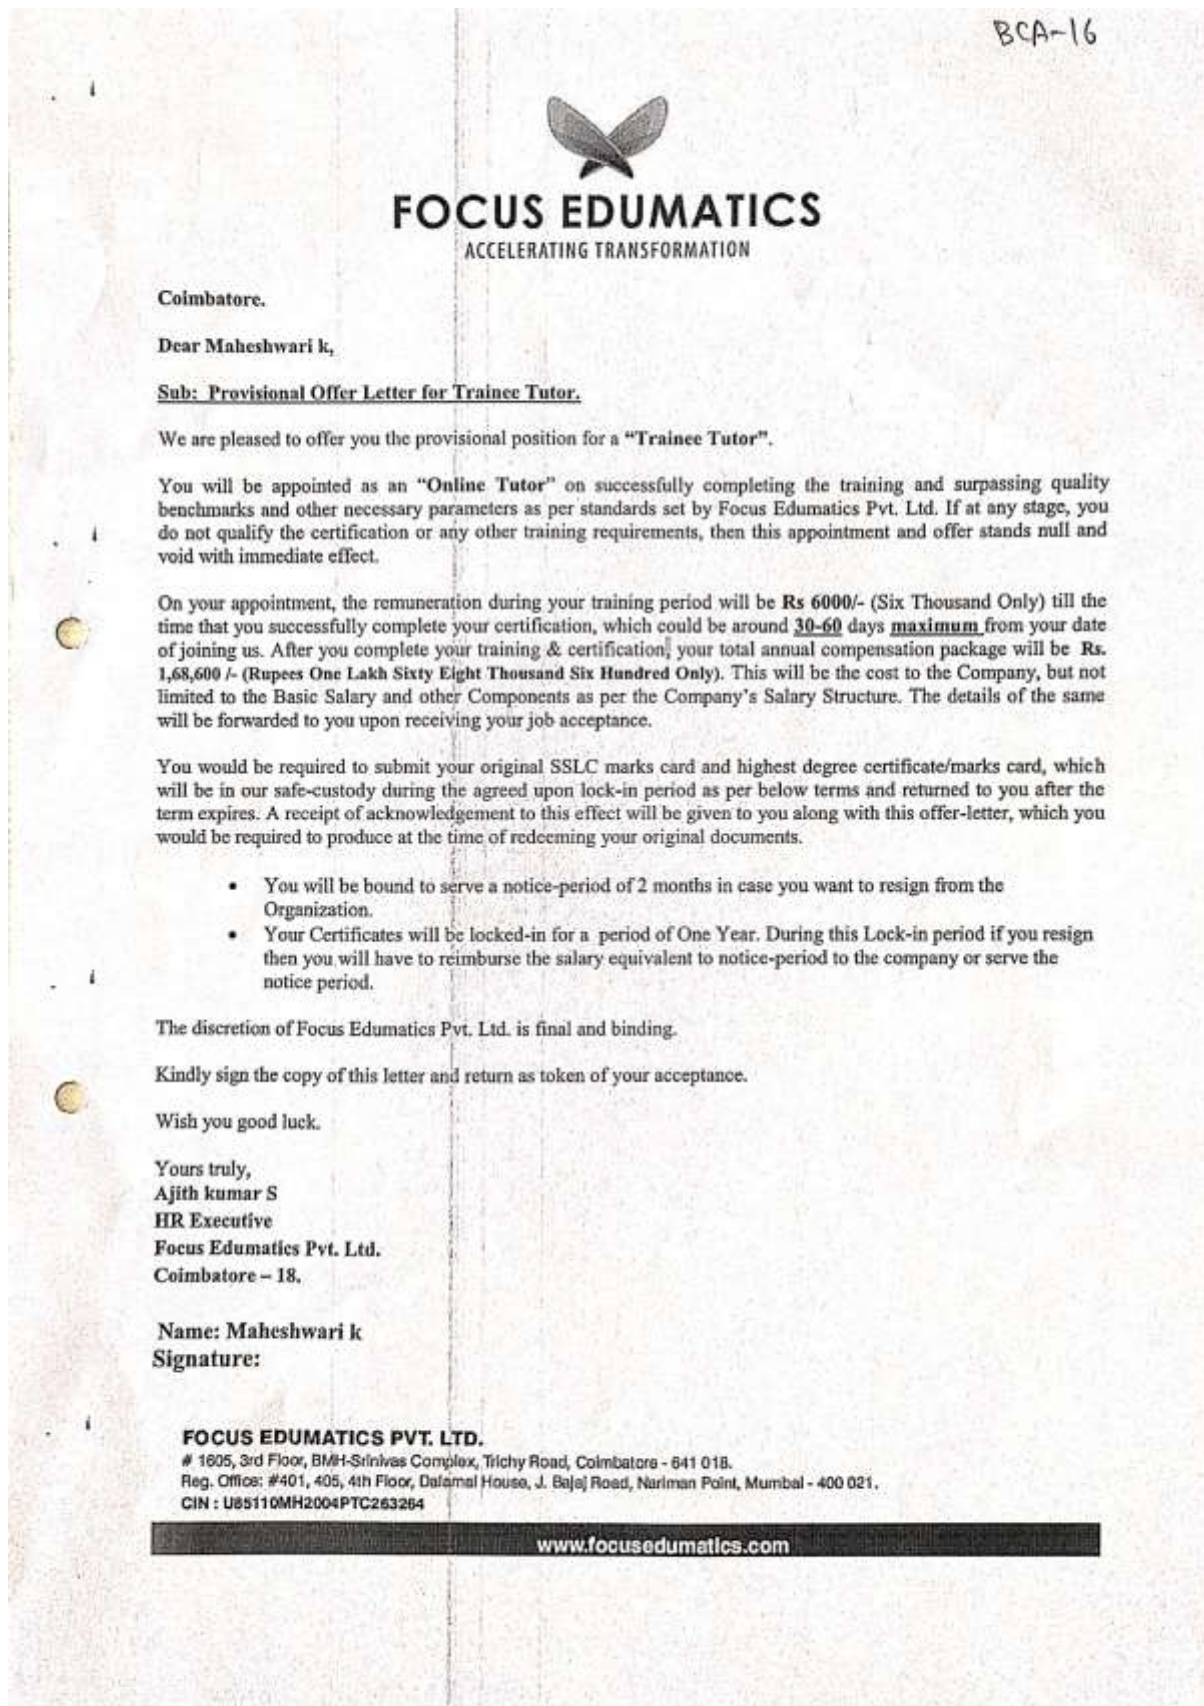 BCA-16
FOCUS EDUMATICS
ACCELERATING TRANSFORMATION
Coimbatore.
Dear Maheshwari k,
Sub: Provisional Offer Letter for Trainee Tutor.
We are pleased to offer you the provisional position for a “Trainee Tutor”.
You will be appointed as an “Online Tutor” on successfully completing the training and surpassing quality
benchmarks and other necessary parameters as per standards set by Focus Edumatics Pvt. Ltd. If at any stage, you
do not qualify the certification or any other training requirements, then this appointment and offer stands null and
void with immediate effect.
On your appointment, the remuneration during your training period will be Rs 6000/- (Six Thousand Only) till the
time that you successfully complete your certification, which could be around 30-60 days maximum from your date
of joining us. After you complete your training & certification, your total annual compensation package will be Rs.
1,68,600 /- (Rupees One Lakh Sixty Eight Thousand Six Hundred Only). This will be the cost to the Company, but not
limited to the Basic Salary and other Components as per the Company’s Salary Structure. The details of the same
will be forwarded to you upon receiving your job acceptance.
You would be required to submit your original SSLC marks card and highest degree certificate/marks card, which
will be in our safe-custody during the agreed upon lock-in period as per below terms and returned to you after the
term expires. A receipt of acknowledgement to this effect will be given to you along with this offer-letter, which you
would be required to produce at the time of redeeming your original documents.
• You will be bound to serve a notice-period of 2 months in case you want to resign from the
Organization.
• Your Certificates will be locked-in for a period of One Year. During this Lock-in period if you resign
then you will have to reimburse the salary equivalent to notice-period to the company or serve the
notice period.
The discretion of Focus Edumatics Pvt. Ltd. is final and binding.
Kindly sign the copy of this letter and return as token of your acceptance.
Wish you good luck.
Yours truly,
Ajith kumar S
HR Executive
Focus Edumatics Pvt. Ltd.
Coimbatore – 18.
Name: Maheshwari k
Signature:
FOCUS EDUMATICS PVT. LTD.
# 1605, 3rd Floor, BMH-Srinivas Complex, Trichy Road, Coimbatore - 641 018.
Reg. Office: #401, 405, 4th Floor, Dalamal House, J. Bajaj Road, Nariman Point, Mumbai - 400 021.
CIN : U85110MH2004PTC263264
www.focusedumatics.com